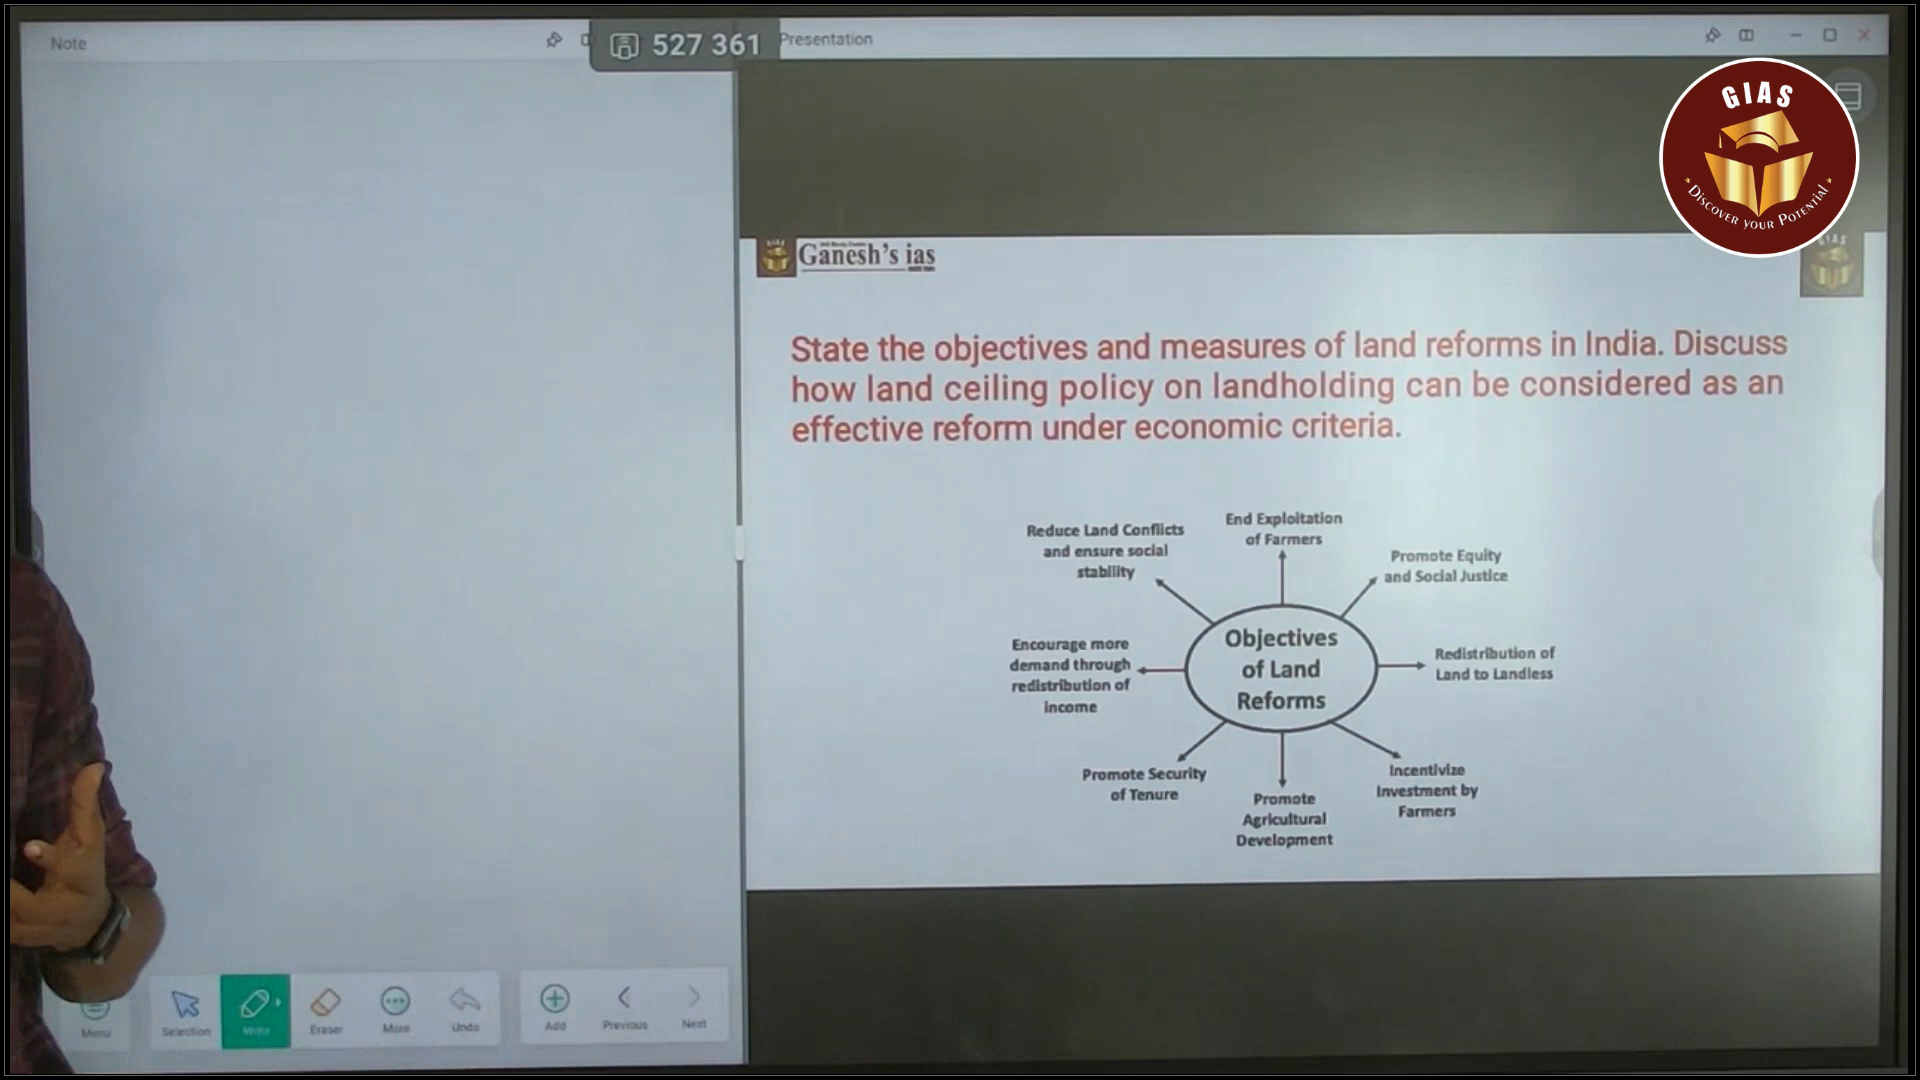 Note
527 361
Presentation
GIAS
DISCOVER YOUR POTENTIAL
Ganesh's ias
GIAS
State the objectives and measures of land reforms in India. Discuss
how land ceiling policy on landholding can be considered as an
effective reform under economic criteria.
End Exploitation
of Farmers
Reduce Land Conflicts
and ensure social
stability
Promote Equity
and Social Justice
Encourage more
demand through
redistribution of
income
Objectives
of Land
Reforms
Redistribution of
Land to Landless
Promote Security
of Tenure
Promote
Agricultural
Development
Incentivize
Investment by
Farmers
Menu
Selection
Write
Eraser
More
Undo
Add
Previous
Next